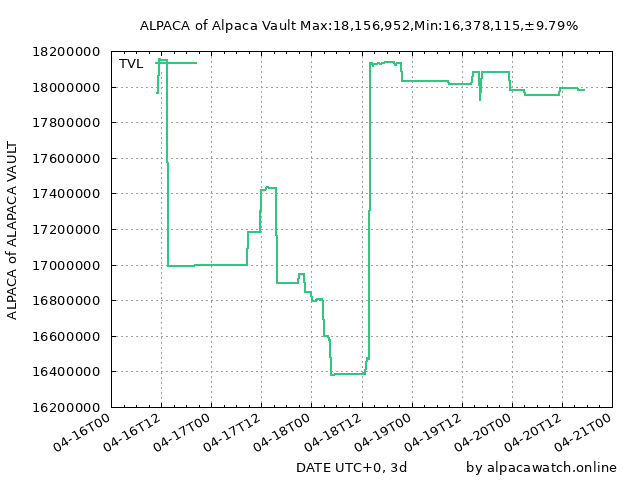 ALPACA of Alpaca Vault Max:18,156,952,Min:16,378,115,±9.79%
TVL
18200000
18000000
17800000
17600000
17400000
17200000
17000000
16800000
16600000
16400000
16200000
ALPACA of ALAPACA VAULT
04-16T00
04-16T12
04-17T00
04-17T12
04-18T00
04-18T12
04-19T00
04-19T12
04-20T00
04-20T12
04-21T00
DATE UTC+0, 3d
by alpacawatch.online